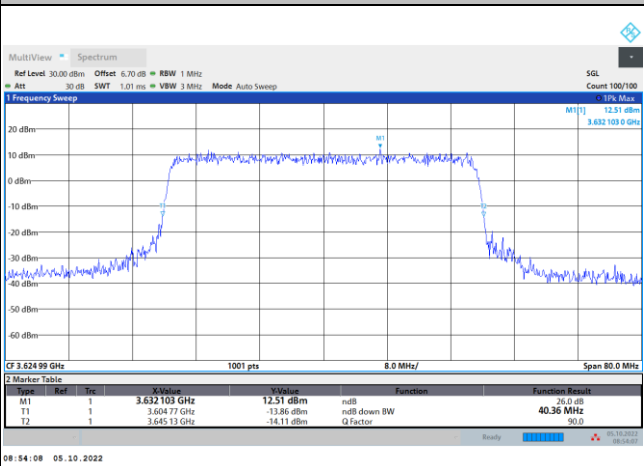 MultiView Spectrum
Ref Level 30.00 dBm Offset 6.70 dB RBW 1 MHz SGL
Att 30 dB SWT 1.01 ms VBW 3 MHz Mode Auto Sweep Count 100/100
1 Frequency Sweep 1Pk Max
M1[1] 12.51 dBm
3.632 103 0 GHz
M1
20 dBm
10 dBm
0 dBm
-10 dBm
-20 dBm
-30 dBm
-40 dBm
-50 dBm
-60 dBm
CF 3.624 99 GHz 1001 pts 8.0 MHz/ Span 80.0 MHz
2 Marker Table
Type Ref Trc X-Value Y-Value Function Function Result
M1 1 3.632 103 GHz 12.51 dBm ndB 26.0 dB
T1 1 3.604 77 GHz -13.86 dBm ndB down BW 40.36 MHz
T2 1 3.645 13 GHz -14.11 dBm Q Factor 90.0
Ready 05.10.2022
08:54:07
08:54:08 05.10.2022